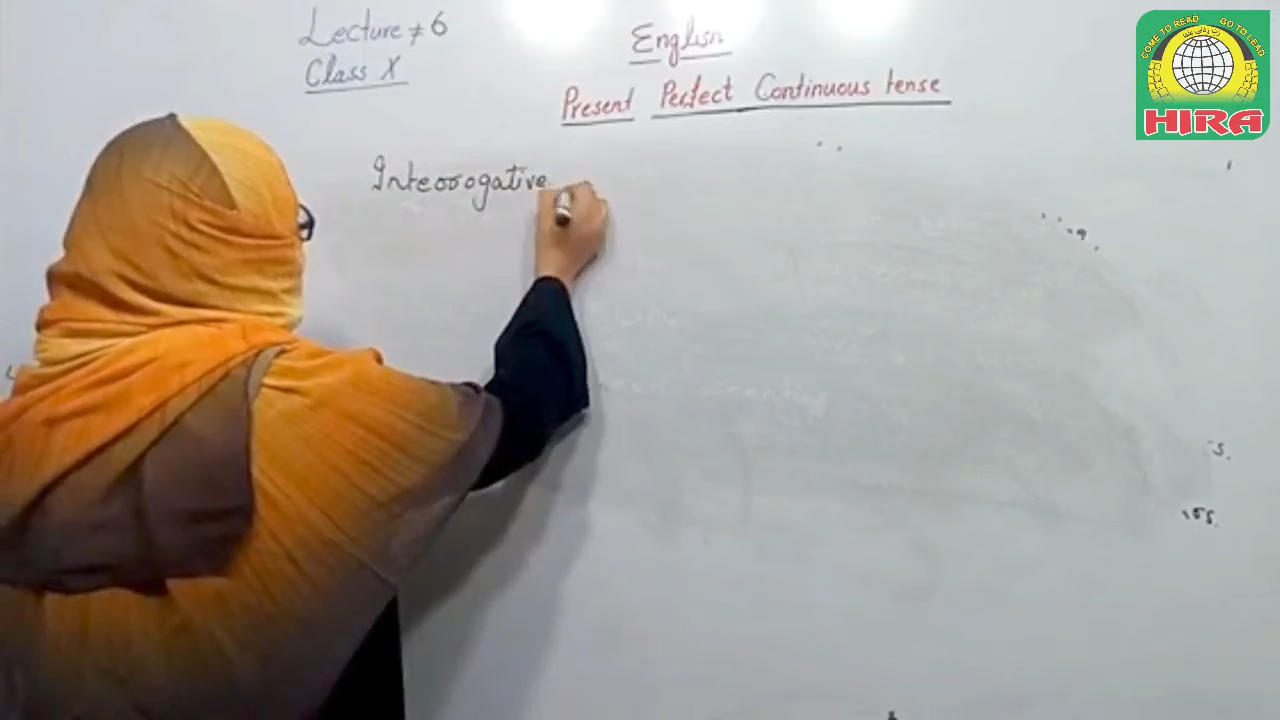 Lecture # 6
Class X
English
Present Perfect Continuous tense
Interrogative
COME TO READ GO TO LEAD
HIRA